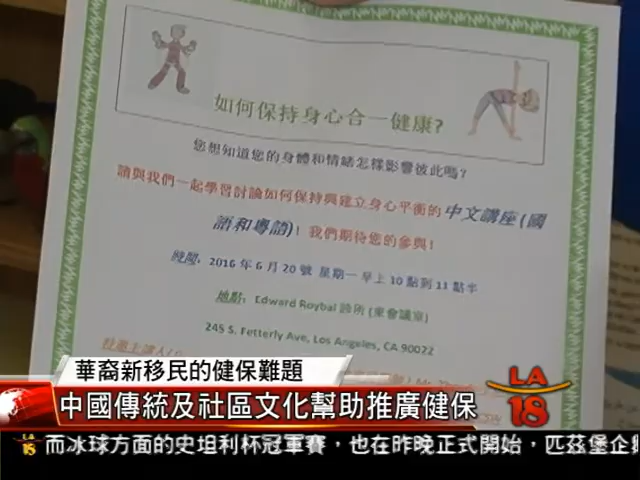 如何保持身心合一健康?
您想知道您的身體和情緒怎樣影響彼此嗎?
請與我們一起學習討論如何保持與建立身心平衡的中文講座(國
語和粵語)! 我們期待您的參與!
時間: 2016 年 6 月 20 號 星期一 早上 10 點到 11 點半
地點: Edward Roybal 診所 (東會議室)
245 S. Fetterly Ave, Los Angeles, CA 90022
華裔新移民的健保難題
中國傳統及社區文化幫助推廣健保
LA
18
LA
18
而冰球方面的史坦利杯冠軍賽，也在昨晚正式開始，匹茲堡企